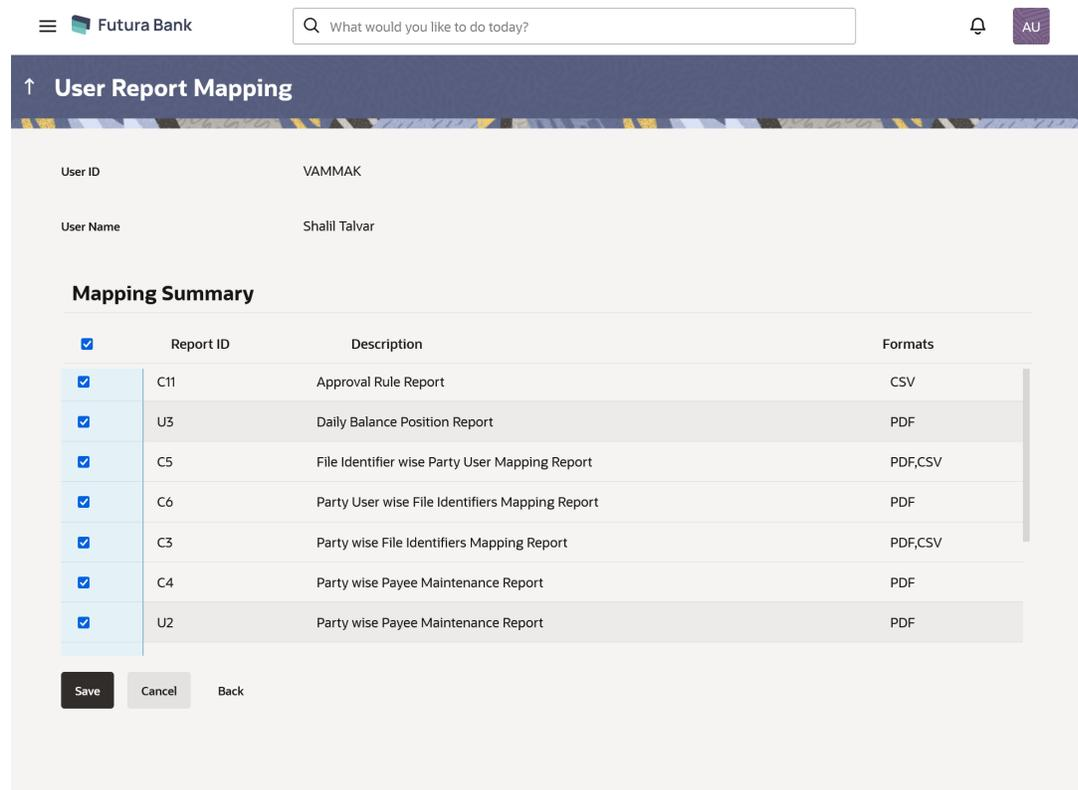 Futura Bank
What would you like to do today?
AU
User Report Mapping
User ID VAMMAK
User Name Shalil Talvar
Mapping Summary
Report ID Description Formats
C11 Approval Rule Report CSV
U3 Daily Balance Position Report PDF
C5 File Identifier wise Party User Mapping Report PDF,CSV
C6 Party User wise File Identifiers Mapping Report PDF
C3 Party wise File Identifiers Mapping Report PDF,CSV
C4 Party wise Payee Maintenance Report PDF
U2 Party wise Payee Maintenance Report PDF
Save Cancel Back